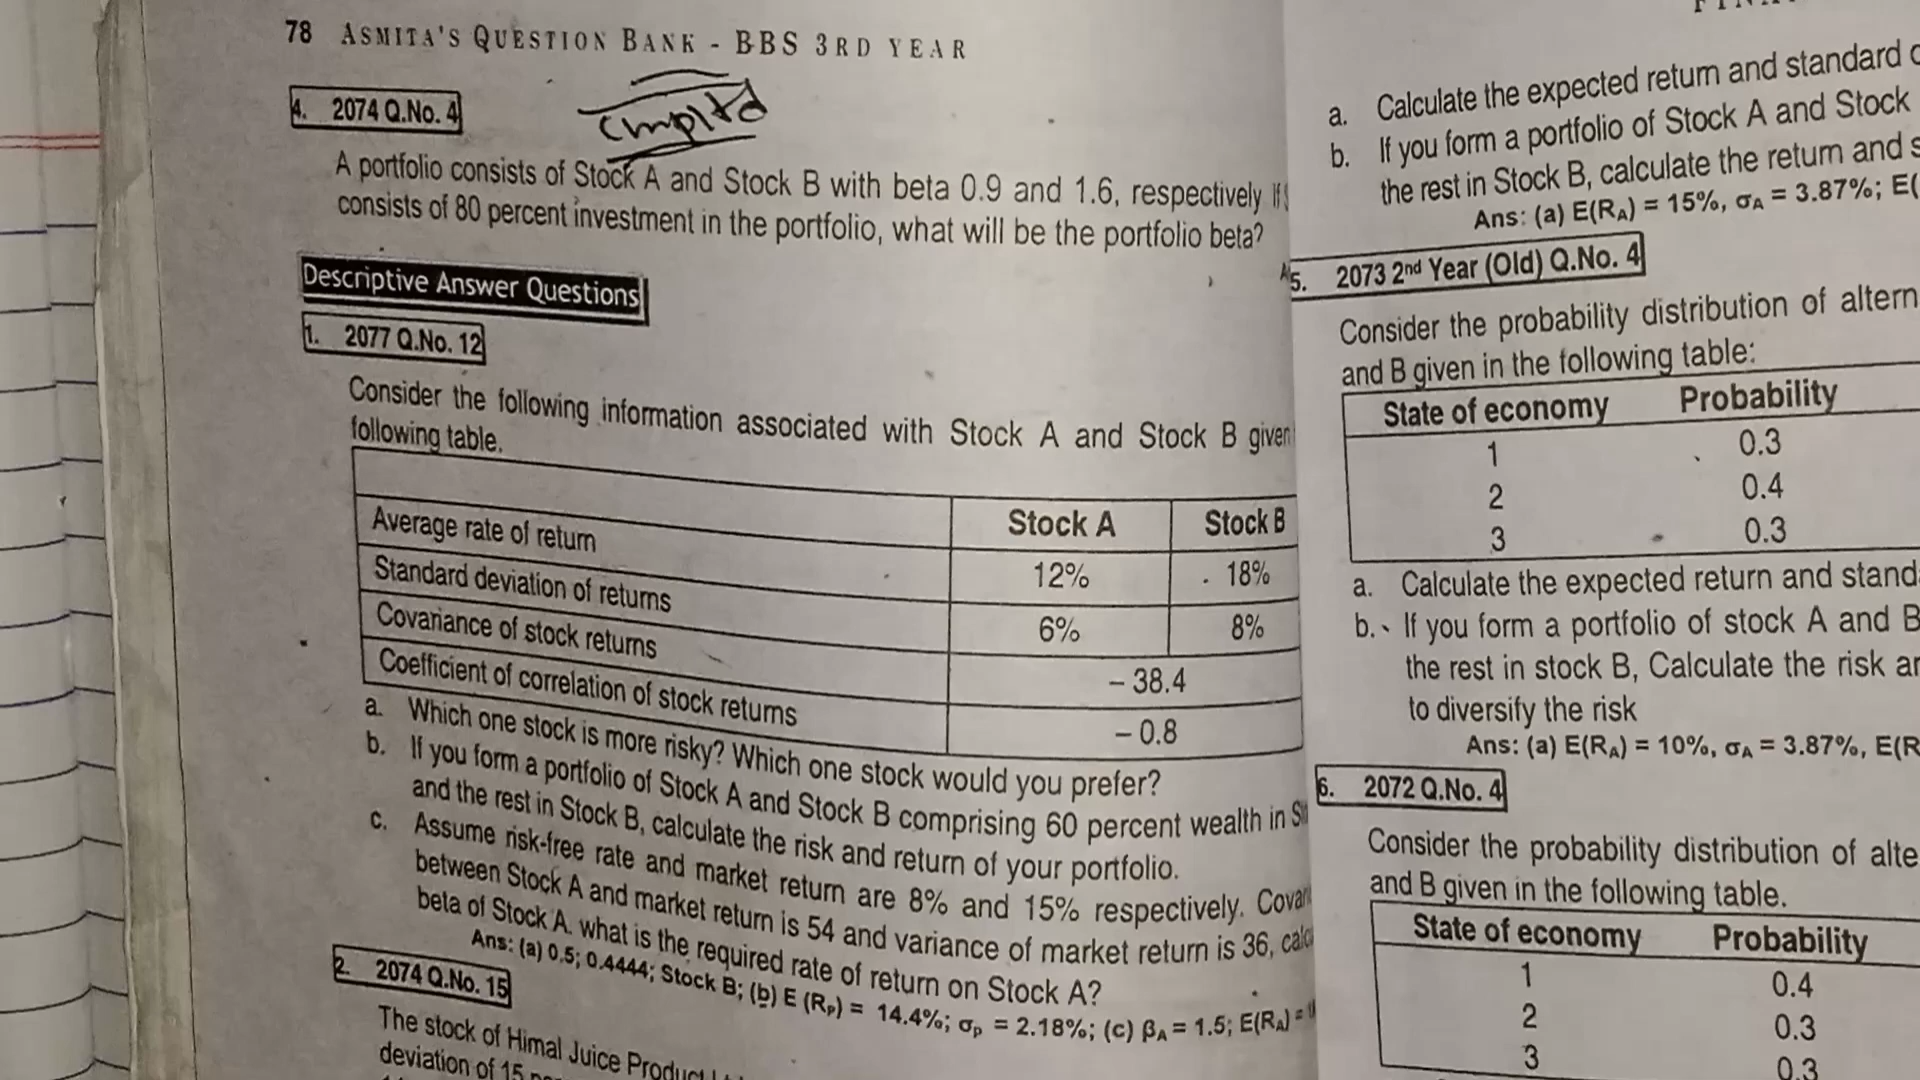 78 ASMITA'S QUESTION BANK - BBS 3RD YEAR
4. 2074 Q.No. 4
cmpltd
A portfolio consists of Stock A and Stock B with beta 0.9 and 1.6, respectively If
consists of 80 percent investment in the portfolio, what will be the portfolio beta?
Descriptive Answer Questions
1. 2077 Q.No. 12
Consider the following information associated with Stock A and Stock B given
following table.
Stock A Stock B
Average rate of return 12% 18%
Standard deviation of returns 6% 8%
Covariance of stock returns – 38.4
Coefficient of correlation of stock returns – 0.8
a. Which one stock is more risky? Which one stock would you prefer?
b. If you form a portfolio of Stock A and Stock B comprising 60 percent wealth in
and the rest in Stock B, calculate the risk and return of your portfolio.
c. Assume risk-free rate and market return are 8% and 15% respectively.
between Stock A and market return is 54 and variance of market return is 36,
beta of Stock A. what is the required rate of return on Stock A?
Ans: (a) 0.5; 0.4444; Stock B; (b) E (RP) = 14.4%; σp = 2.18%; (c) βA = 1.5; E(RA) =
2. 2074 Q.No. 15
The stock of Himal Juice
deviation of 15
a. Calculate the expected return and standard
b. If you form a portfolio of Stock A and Stock
the rest in Stock B, calculate the return and
Ans: (a) E(RA) = 15%, σA = 3.87%; E(
5. 2073 2nd Year (Old) Q.No. 4
Consider the probability distribution of altern
and B given in the following table:
State of economy Probability
1 0.3
2 0.4
3 0.3
a. Calculate the expected return and stand
b. If you form a portfolio of stock A and B
the rest in stock B, Calculate the risk ar
to diversify the risk
Ans: (a) E(RA) = 10%, σA = 3.87%, E(R
6. 2072 Q.No. 4
Consider the probability distribution of alte
and B given in the following table.
State of economy Probability
1 0.4
2 0.3
3 0.3